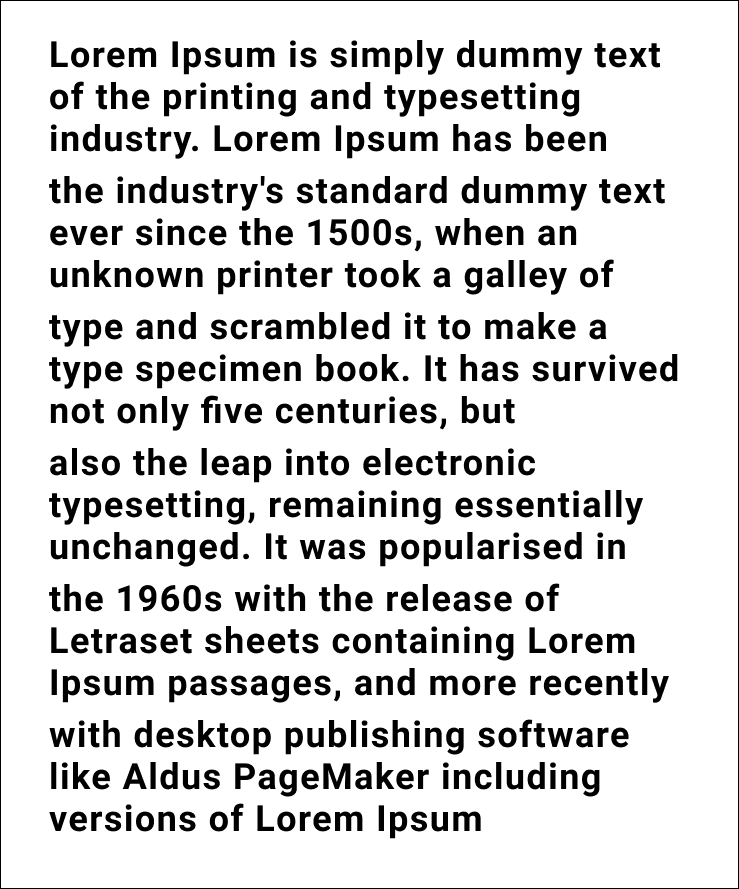 Lorem Ipsum is simply dummy text
of the printing and typesetting
industry. Lorem Ipsum has been
the industry's standard dummy text
ever since the 1500s, when an
unknown printer took a galley of
type and scrambled it to make a
type specimen book. It has survived
not only five centuries, but
also the leap into electronic
typesetting, remaining essentially
unchanged. It was popularised in
the 1960s with the release of
Letraset sheets containing Lorem
Ipsum passages, and more recently
with desktop publishing software
like Aldus PageMaker including
versions of Lorem Ipsum